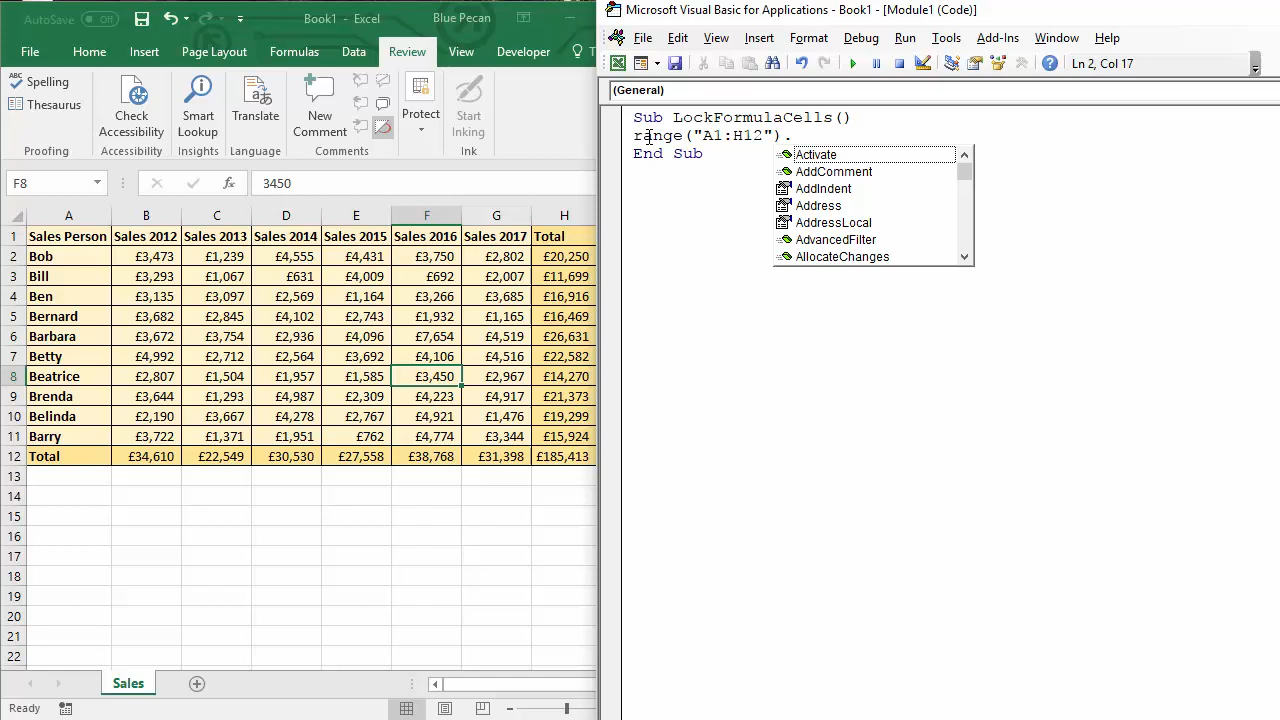 AutoSave Off
Book1 - Excel
Blue Pecan
File Home Insert Page Layout Formulas Data Review View Developer
Spelling
Thesaurus
Check Accessibility
Smart Lookup
Translate
New Comment
Protect
Start Inking
Proofing Accessibility Insights Language Comments Ink
F8 fx 3450
A B C D E F G H
1 Sales Person Sales 2012 Sales 2013 Sales 2014 Sales 2015 Sales 2016 Sales 2017 Total
2 Bob £3,473 £1,239 £4,555 £4,431 £3,750 £2,802 £20,250
3 Bill £3,293 £1,067 £631 £4,009 £692 £2,007 £11,699
4 Ben £3,135 £3,097 £2,569 £1,164 £3,266 £3,685 £16,916
5 Bernard £3,682 £2,845 £4,102 £2,743 £1,932 £1,165 £16,469
6 Barbara £3,672 £3,754 £2,936 £4,096 £7,654 £4,519 £26,631
7 Betty £4,992 £2,712 £2,564 £3,692 £4,106 £4,516 £22,582
8 Beatrice £2,807 £1,504 £1,957 £1,585 £3,450 £2,967 £14,270
9 Brenda £3,644 £1,293 £4,987 £2,309 £4,223 £4,917 £21,373
10 Belinda £2,190 £3,667 £4,278 £2,767 £4,921 £1,476 £19,299
11 Barry £3,722 £1,371 £1,951 £762 £4,774 £3,344 £15,924
12 Total £34,610 £22,549 £30,530 £27,558 £38,768 £31,398 £185,413
13
14
15
16
17
18
19
20
21
22
Sales
Ready
Microsoft Visual Basic for Applications - Book1 - [Module1 (Code)]
File Edit View Insert Format Debug Run Tools Add-Ins Window Help
Ln 2, Col 17
(General)
Sub LockFormulaCells()
range("A1:H12").
End Sub
Activate
AddComment
AddIndent
Address
AddressLocal
AdvancedFilter
AllocateChanges